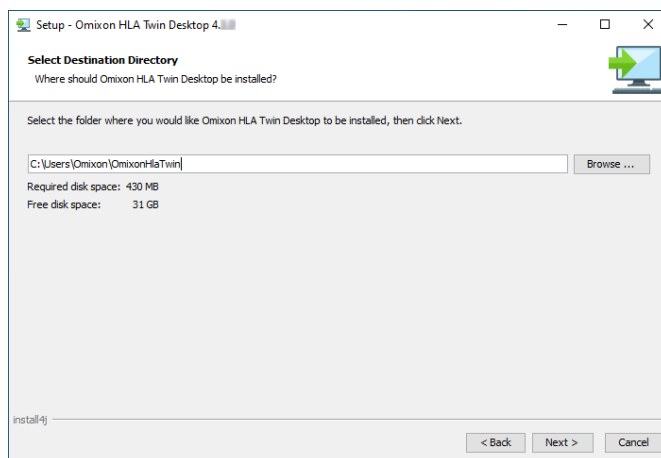 Setup - Omixon HLA Twin Desktop 4.
Select Destination Directory
Where should Omixon HLA Twin Desktop be installed?
Select the folder where you would like Omixon HLA Twin Desktop to be installed, then click Next.
C:\Users\Omixon\OmixonHlaTwin
Browse ...
Required disk space: 430 MB
Free disk space: 31 GB
install4j
< Back Next > Cancel